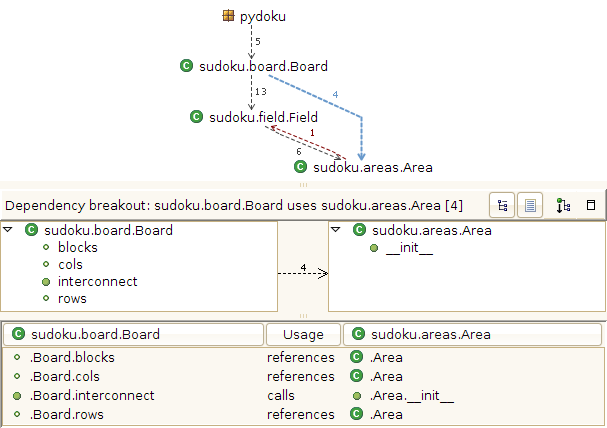 pydoku
5
sudoku.board.Board
4
13
sudoku.field.Field
1
6
sudoku.areas.Area
Dependency breakout: sudoku.board.Board uses sudoku.areas.Area [4]
sudoku.board.Board sudoku.areas.Area
blocks __init__
cols
4
interconnect
rows
sudoku.board.Board Usage sudoku.areas.Area
.Board.blocks references .Area
.Board.cols references .Area
.Board.interconnect calls .Area.__init__
.Board.rows references .Area